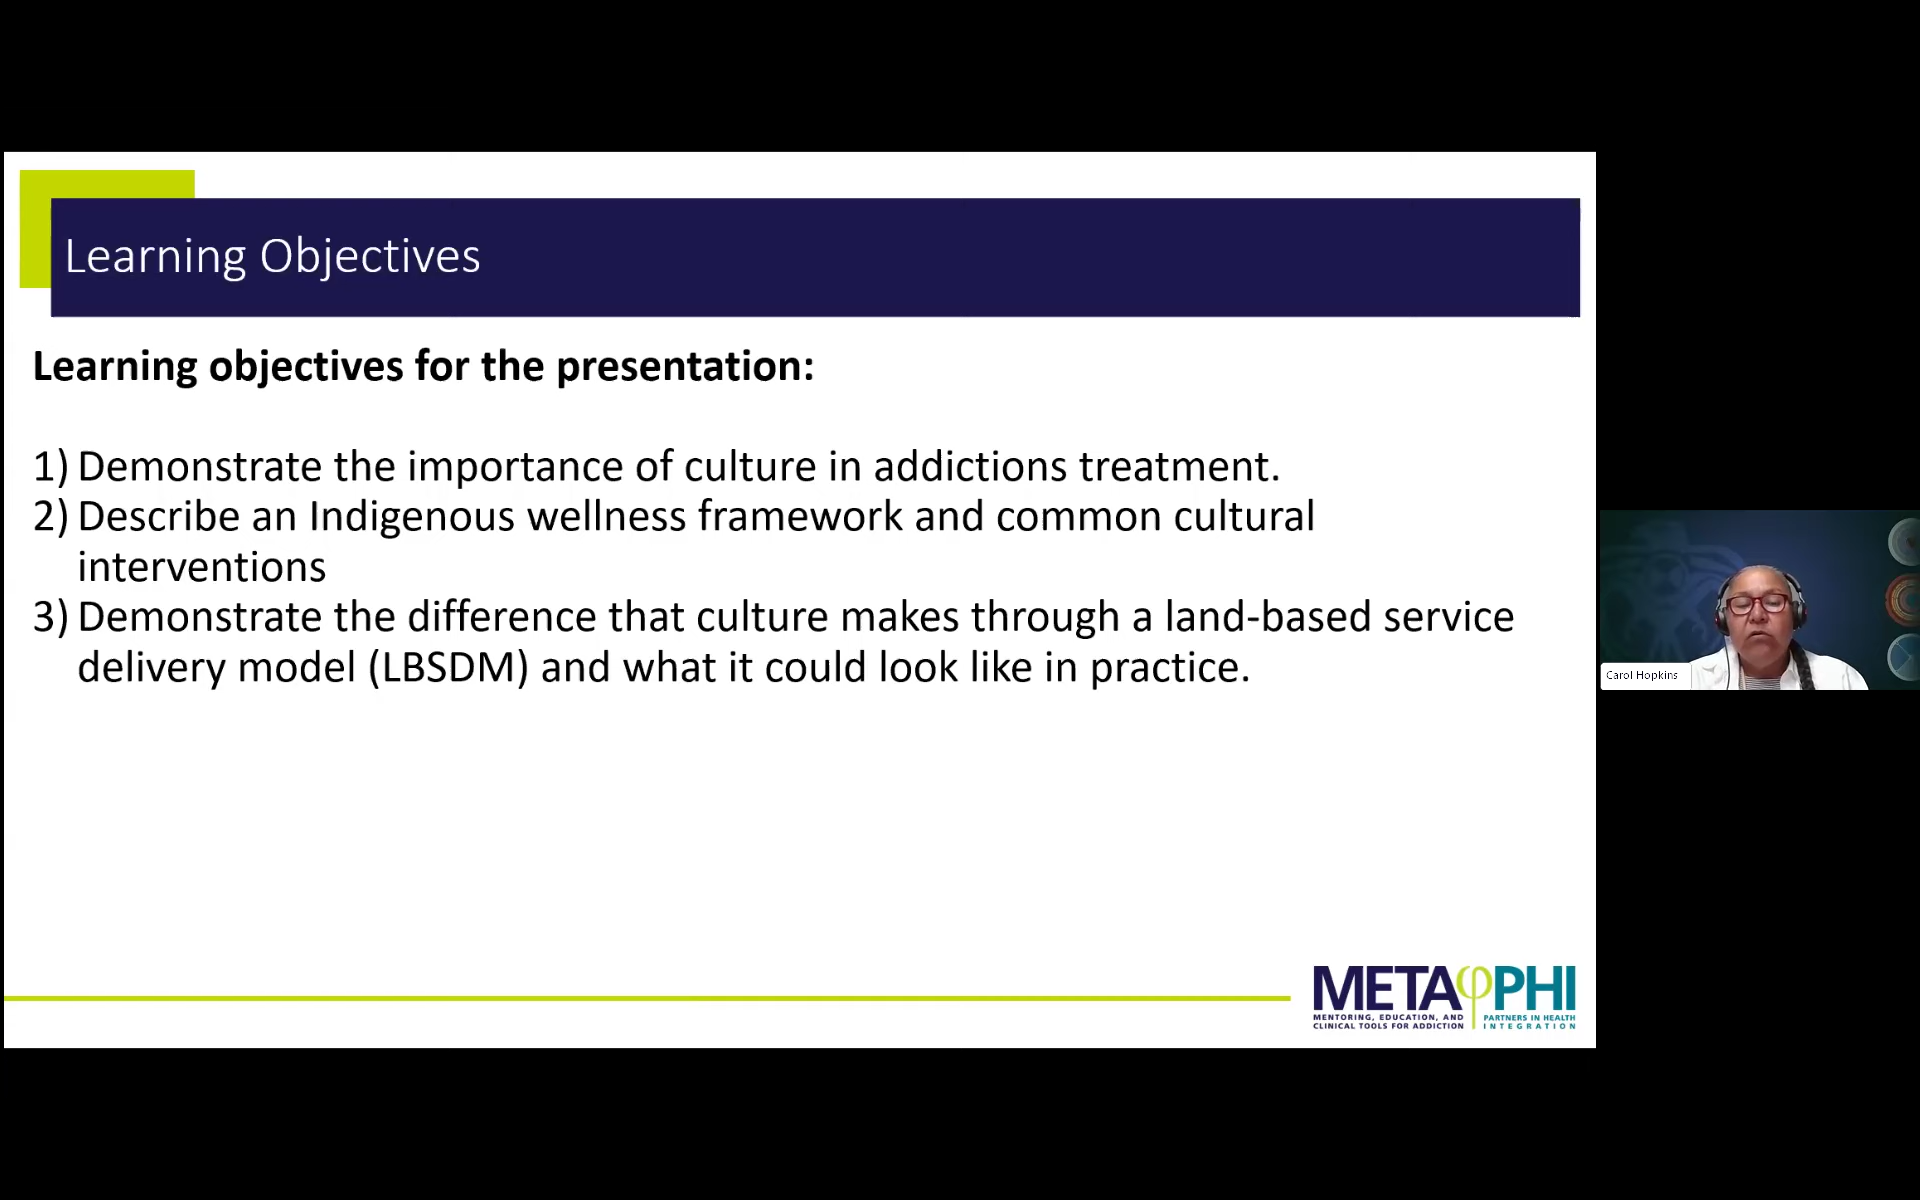 Learning Objectives
Learning objectives for the presentation:
1) Demonstrate the importance of culture in addictions treatment.
2) Describe an Indigenous wellness framework and common cultural
interventions
3) Demonstrate the difference that culture makes through a land-based service
delivery model (LBSDM) and what it could look like in practice.
Carol Hopkins
METAφPHI
MENTORING, EDUCATION, AND
CLINICAL TOOLS FOR ADDICTION
PARTNERS IN HEALTH
INTEGRATION